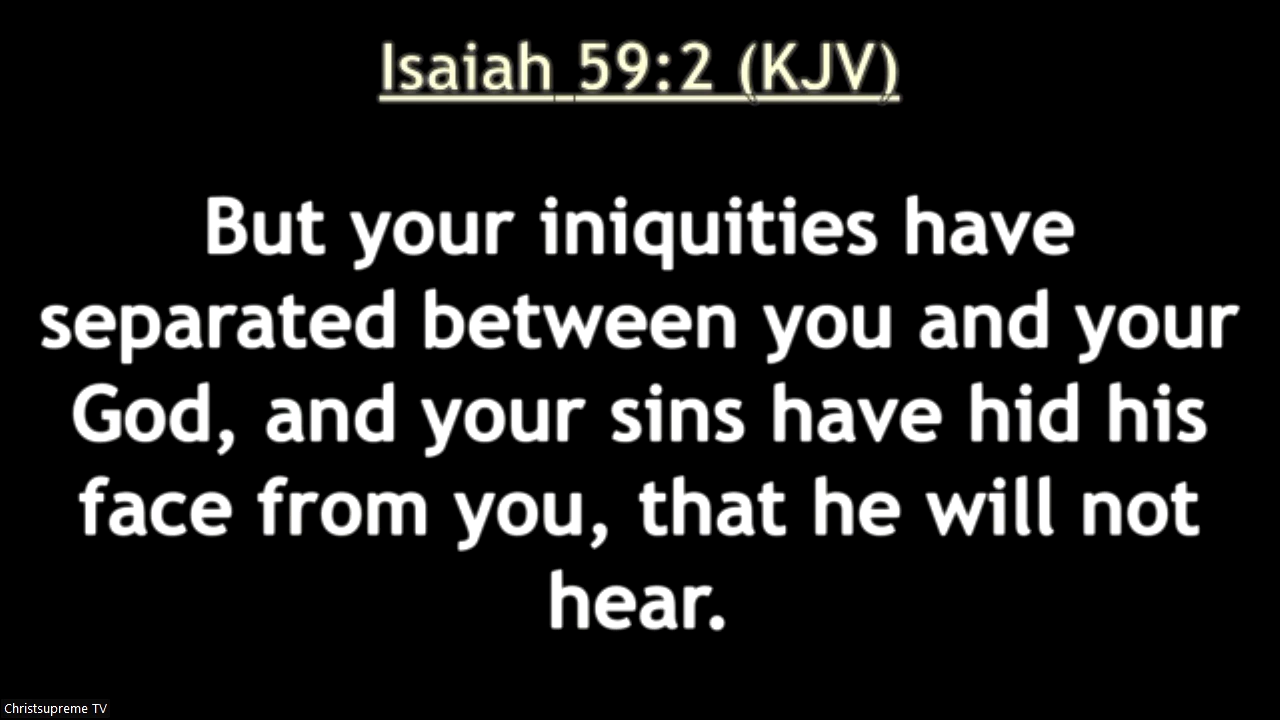 Isaiah 59:2 (KJV)
But your iniquities have
separated between you and your
God, and your sins have hid his
face from you, that he will not
hear.
Christsupreme TV